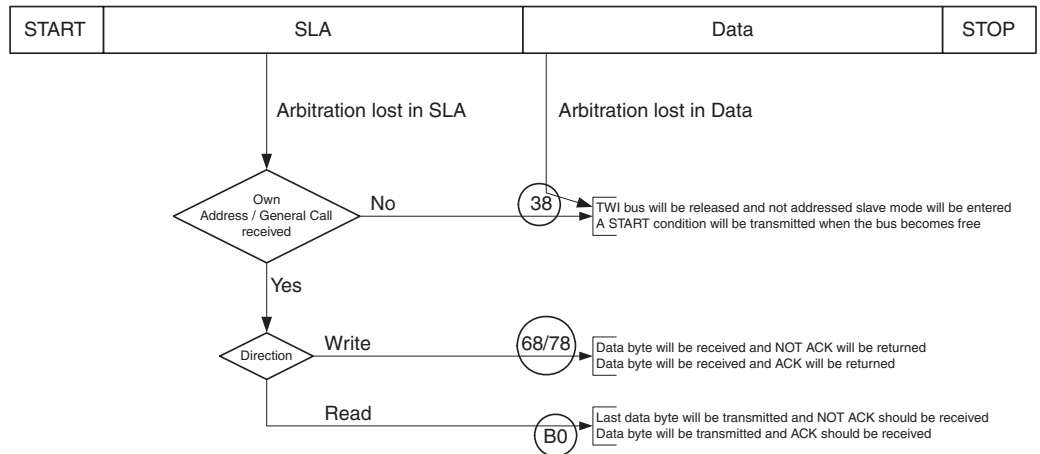 START SLA Data STOP
Arbitration lost in SLA Arbitration lost in Data
Own
Address / General Call
received
No
38
TWI bus will be released and not addressed slave mode will be entered
A START condition will be transmitted when the bus becomes free
Yes
Direction
Write
68/78
Data byte will be received and NOT ACK will be returned
Data byte will be received and ACK will be returned
Read
B0
Last data byte will be transmitted and NOT ACK should be received
Data byte will be transmitted and ACK should be received